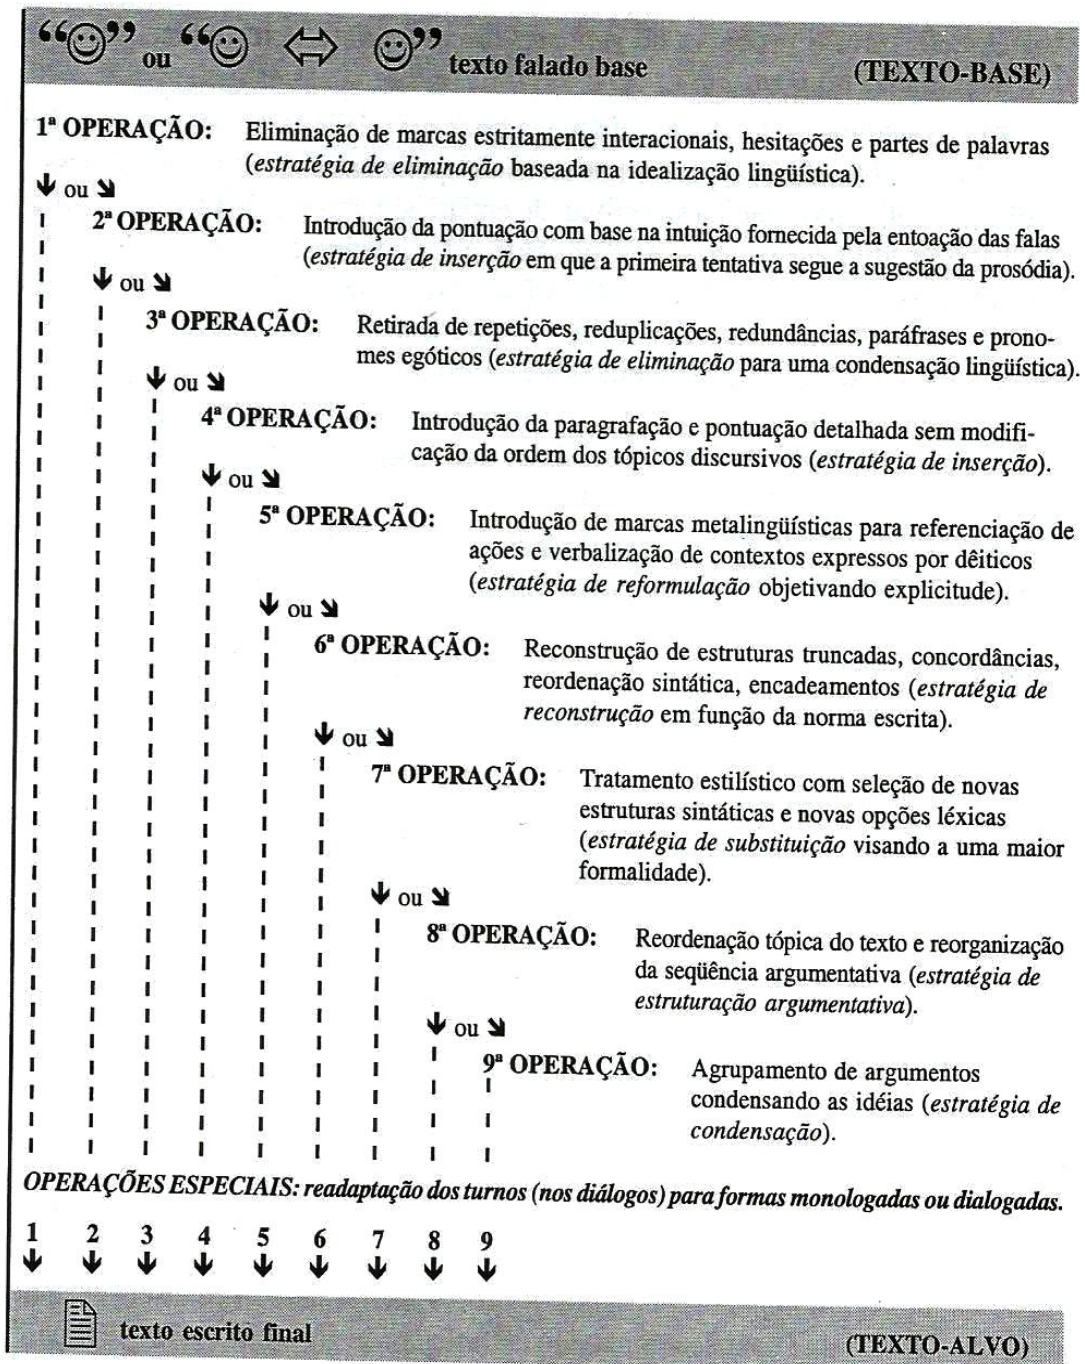 “ ” ou “ ” texto falado base (TEXTO-BASE)
1ª OPERAÇÃO: Eliminação de marcas estritamente interacionais, hesitações e partes de palavras
(estratégia de eliminação baseada na idealização lingüística).
ou
2ª OPERAÇÃO: Introdução da pontuação com base na intuição fornecida pela entoação das falas
(estratégia de inserção em que a primeira tentativa segue a sugestão da prosódia).
ou
3ª OPERAÇÃO: Retirada de repetições, reduplicações, redundâncias, paráfrases e prono-
mes egóticos (estratégia de eliminação para uma condensação lingüística).
ou
4ª OPERAÇÃO: Introdução da paragrafação e pontuação detalhada sem modifi-
cação da ordem dos tópicos discursivos (estratégia de inserção).
ou
5ª OPERAÇÃO: Introdução de marcas metalingüísticas para referenciação de
ações e verbalização de contextos expressos por dêiticos
(estratégia de reformulação objetivando explicitude).
ou
6ª OPERAÇÃO: Reconstrução de estruturas truncadas, concordâncias,
reordenação sintática, encadeamentos (estratégia de
reconstrução em função da norma escrita).
ou
7ª OPERAÇÃO: Tratamento estilístico com seleção de novas
estruturas sintáticas e novas opções léxicas
(estratégia de substituição visando a uma maior
formalidade).
ou
8ª OPERAÇÃO: Reordenação tópica do texto e reorganização
da seqüência argumentativa (estratégia de
estruturação argumentativa).
ou
9ª OPERAÇÃO: Agrupamento de argumentos
condensando as idéias (estratégia de
condensação).
OPERAÇÕES ESPECIAIS: readaptação dos turnos (nos diálogos) para formas monologadas ou dialogadas.
1 2 3 4 5 6 7 8 9
texto escrito final (TEXTO-ALVO)